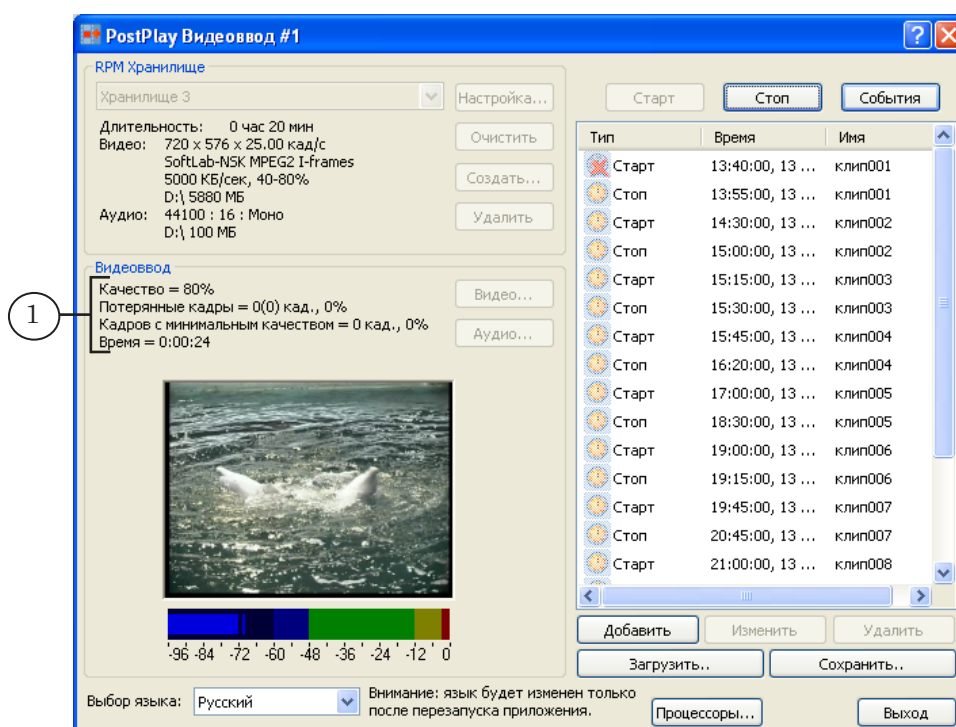 PostPlay Видеоввод #1
RPM Хранилище
Хранилище 3
Настройка...
Длительность: 0 час 20 мин
Очистить
Видео: 720 x 576 x 25.00 кад/с
SoftLab-NSK MPEG2 I-frames
5000 КБ/сек, 40-80%
Создать...
D:\ 5880 МБ
Аудио: 44100 : 16 : Моно
Удалить
D:\ 100 МБ
Видеоввод
1
Качество = 80%
Видео...
Потерянные кадры = 0(0) кад., 0%
Кадров с минимальным качеством = 0 кад., 0%
Аудио...
Время = 0:00:24
-96 -84 -72 -60 -48 -36 -24 -12 0
Старт Стоп События
Тип Время Имя
Старт 13:40:00, 13 ... клип001
Стоп 13:55:00, 13 ... клип001
Старт 14:30:00, 13 ... клип002
Стоп 15:00:00, 13 ... клип002
Старт 15:15:00, 13 ... клип003
Стоп 15:30:00, 13 ... клип003
Старт 15:45:00, 13 ... клип004
Стоп 16:20:00, 13 ... клип004
Старт 17:00:00, 13 ... клип005
Стоп 18:30:00, 13 ... клип005
Старт 19:00:00, 13 ... клип006
Стоп 19:15:00, 13 ... клип006
Старт 19:45:00, 13 ... клип007
Стоп 20:45:00, 13 ... клип007
Старт 21:00:00, 13 ... клип008
Добавить Изменить Удалить
Загрузить.. Сохранить..
Выбор языка: Русский
Внимание: язык будет изменен только
после перезапуска приложения.
Процессоры... Выход